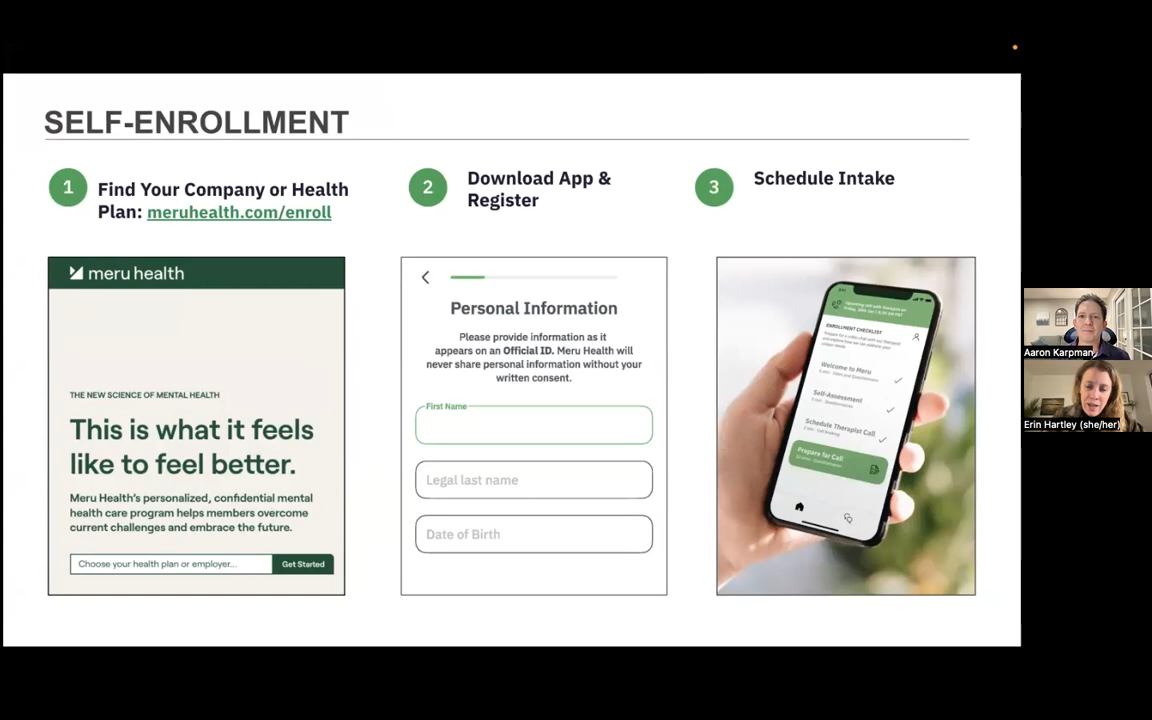 SELF-ENROLLMENT
1
Find Your Company or Health
Plan: meruhealth.com/enroll
2
Download App &
Register
3
Schedule Intake
meru health
THE NEW SCIENCE OF MENTAL HEALTH
This is what it feels
like to feel better.
Meru Health's personalized, confidential mental
health care program helps members overcome
current challenges and embrace the future.
Choose your health plan or employer...
Get Started
Personal Information
Please provide information as it
appears on an Official ID. Meru Health will
never share personal information without your
written consent.
First Name
Legal last name
Date of Birth
ENROLLMENT CHECKLIST
Welcome to Meru
Self-Assessment
Schedule Therapist Call
Prepare for Call
Aaron Karpman
Erin Hartley (she/her)